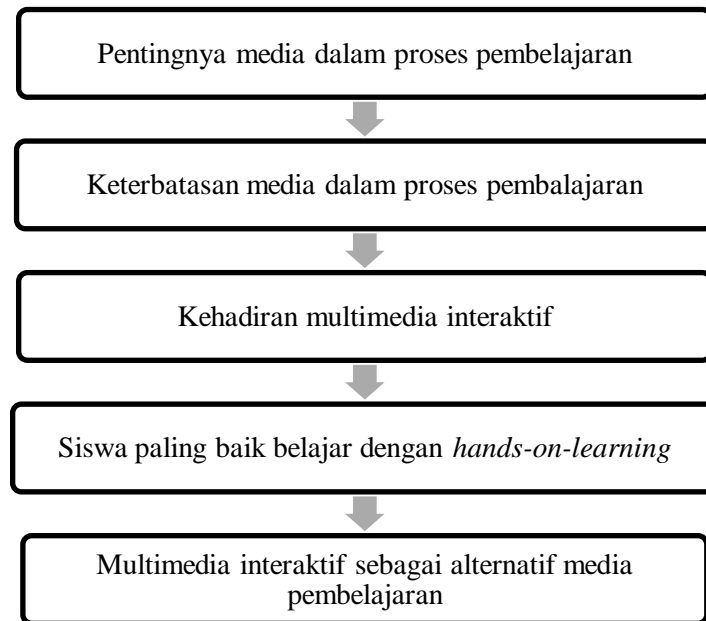 Pentingnya media dalam proses pembelajaran
Keterbatasan media dalam proses pembalajaran
Kehadiran multimedia interaktif
Siswa paling baik belajar dengan hands-on-learning
Multimedia interaktif sebagai alternatif media
pembelajaran